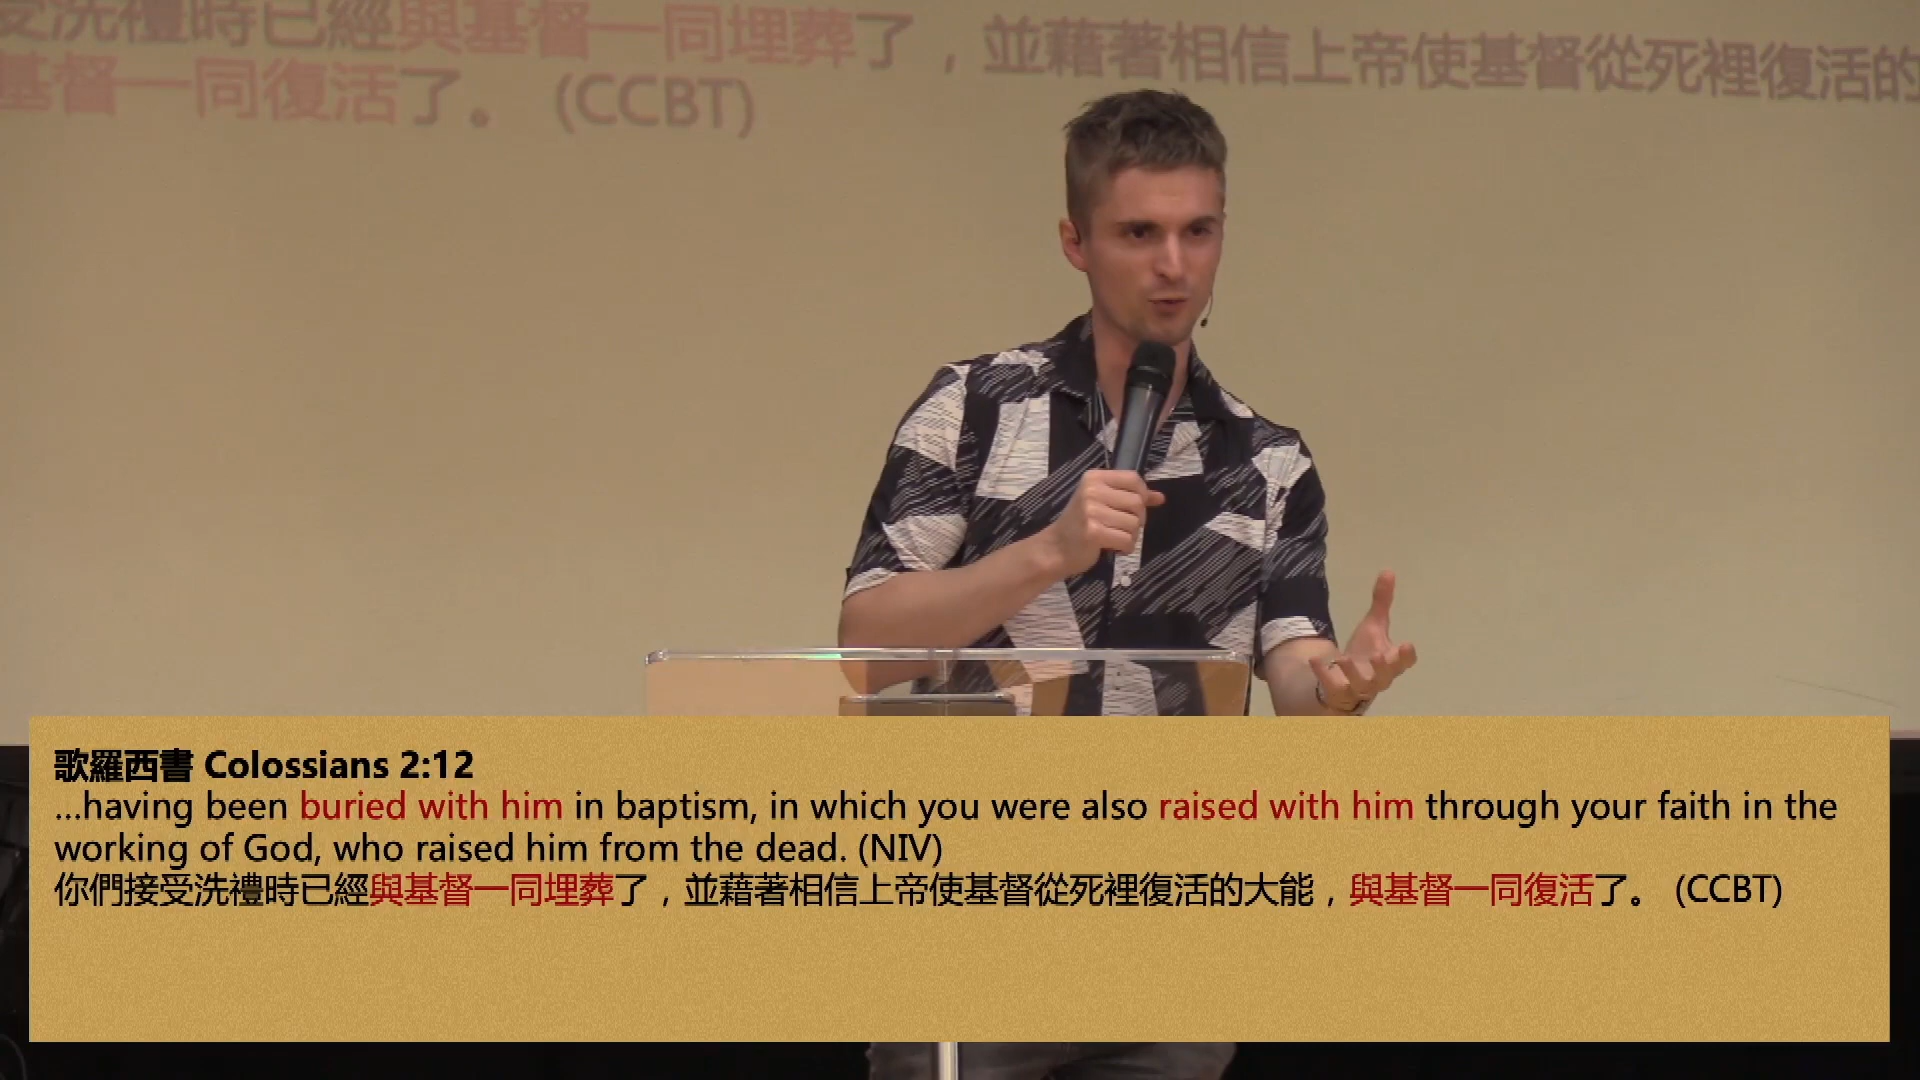 受洗禮時已經與基督一同埋葬了，並藉著相信上帝使基督從死裡復活的
基督一同復活了。 (CCBT)
歌羅西書 Colossians 2:12
...having been buried with him in baptism, in which you were also raised with him through your faith in the
working of God, who raised him from the dead. (NIV)
你們接受洗禮時已經與基督一同埋葬了，並藉著相信上帝使基督從死裡復活的大能，與基督一同復活了。 (CCBT)